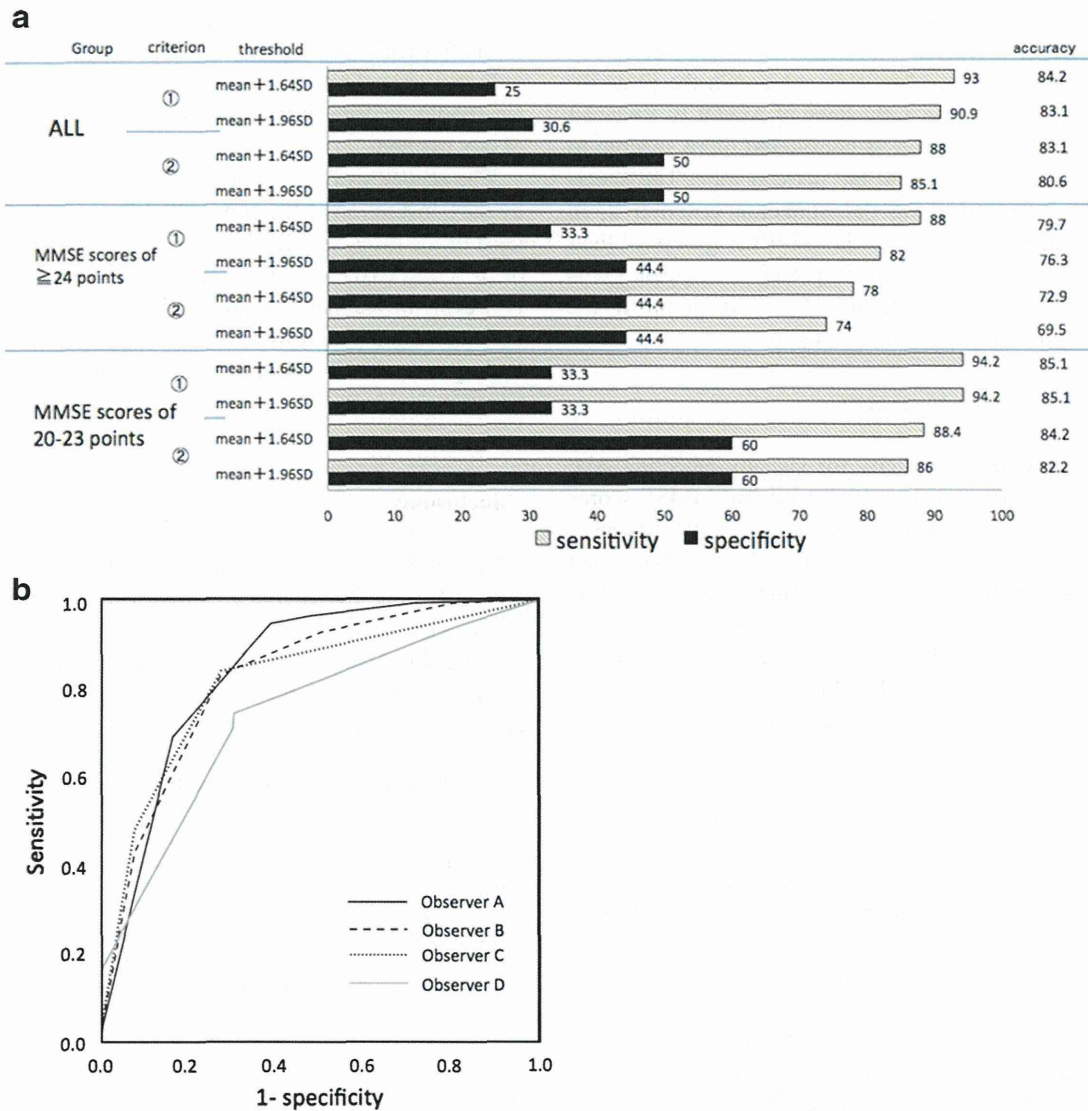 a
Group criterion threshold accuracy
ALL
①
mean+1.64SD 93 25 84.2
mean+1.96SD 90.9 30.6 83.1
②
mean+1.64SD 88 50 83.1
mean+1.96SD 85.1 50 80.6
MMSE scores of
≧24 points
①
mean+1.64SD 88 33.3 79.7
mean+1.96SD 82 44.4 76.3
②
mean+1.64SD 78 44.4 72.9
mean+1.96SD 74 44.4 69.5
MMSE scores of
20-23 points
①
mean+1.64SD 94.2 33.3 85.1
mean+1.96SD 94.2 33.3 85.1
②
mean+1.64SD 88.4 60 84.2
mean+1.96SD 86 60 82.2
0 10 20 30 40 50 60 70 80 90 100
sensitivity specificity
b
1.0
0.8
0.6
0.4
0.2
0.0
Sensitivity
Observer A
Observer B
Observer C
Observer D
0.0 0.2 0.4 0.6 0.8 1.0
1- specificity